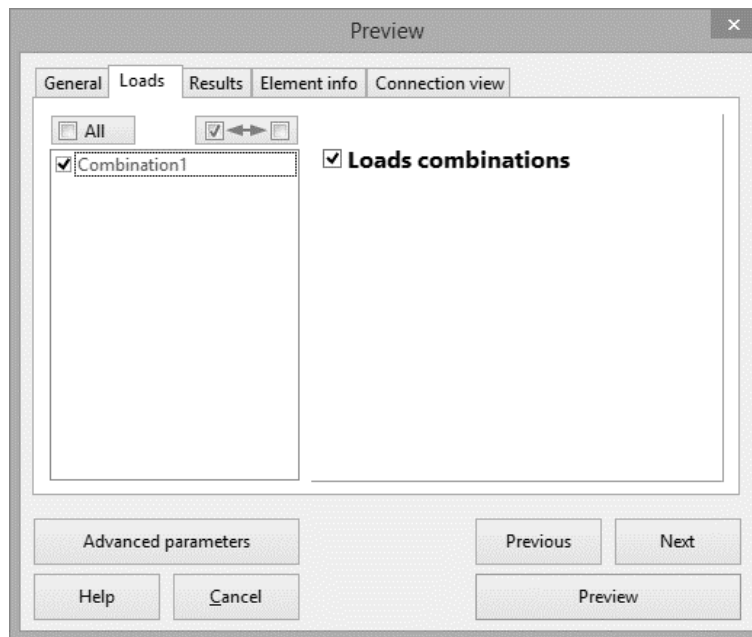 Preview
General Loads Results Element info Connection view
All
Combination1
Loads combinations
Advanced parameters Previous Next
Help Cancel Preview